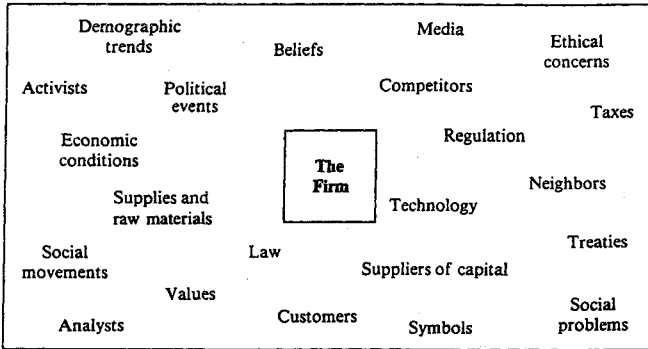 Demographic
trends
Beliefs
Media
Ethical
concerns
Activists
Political
events
Competitors
Taxes
Economic
conditions
Regulation
The
Firm
Neighbors
Supplies and
raw materials
Technology
Social
movements
Law
Treaties
Suppliers of capital
Values
Analysts
Customers
Symbols
Social
problems